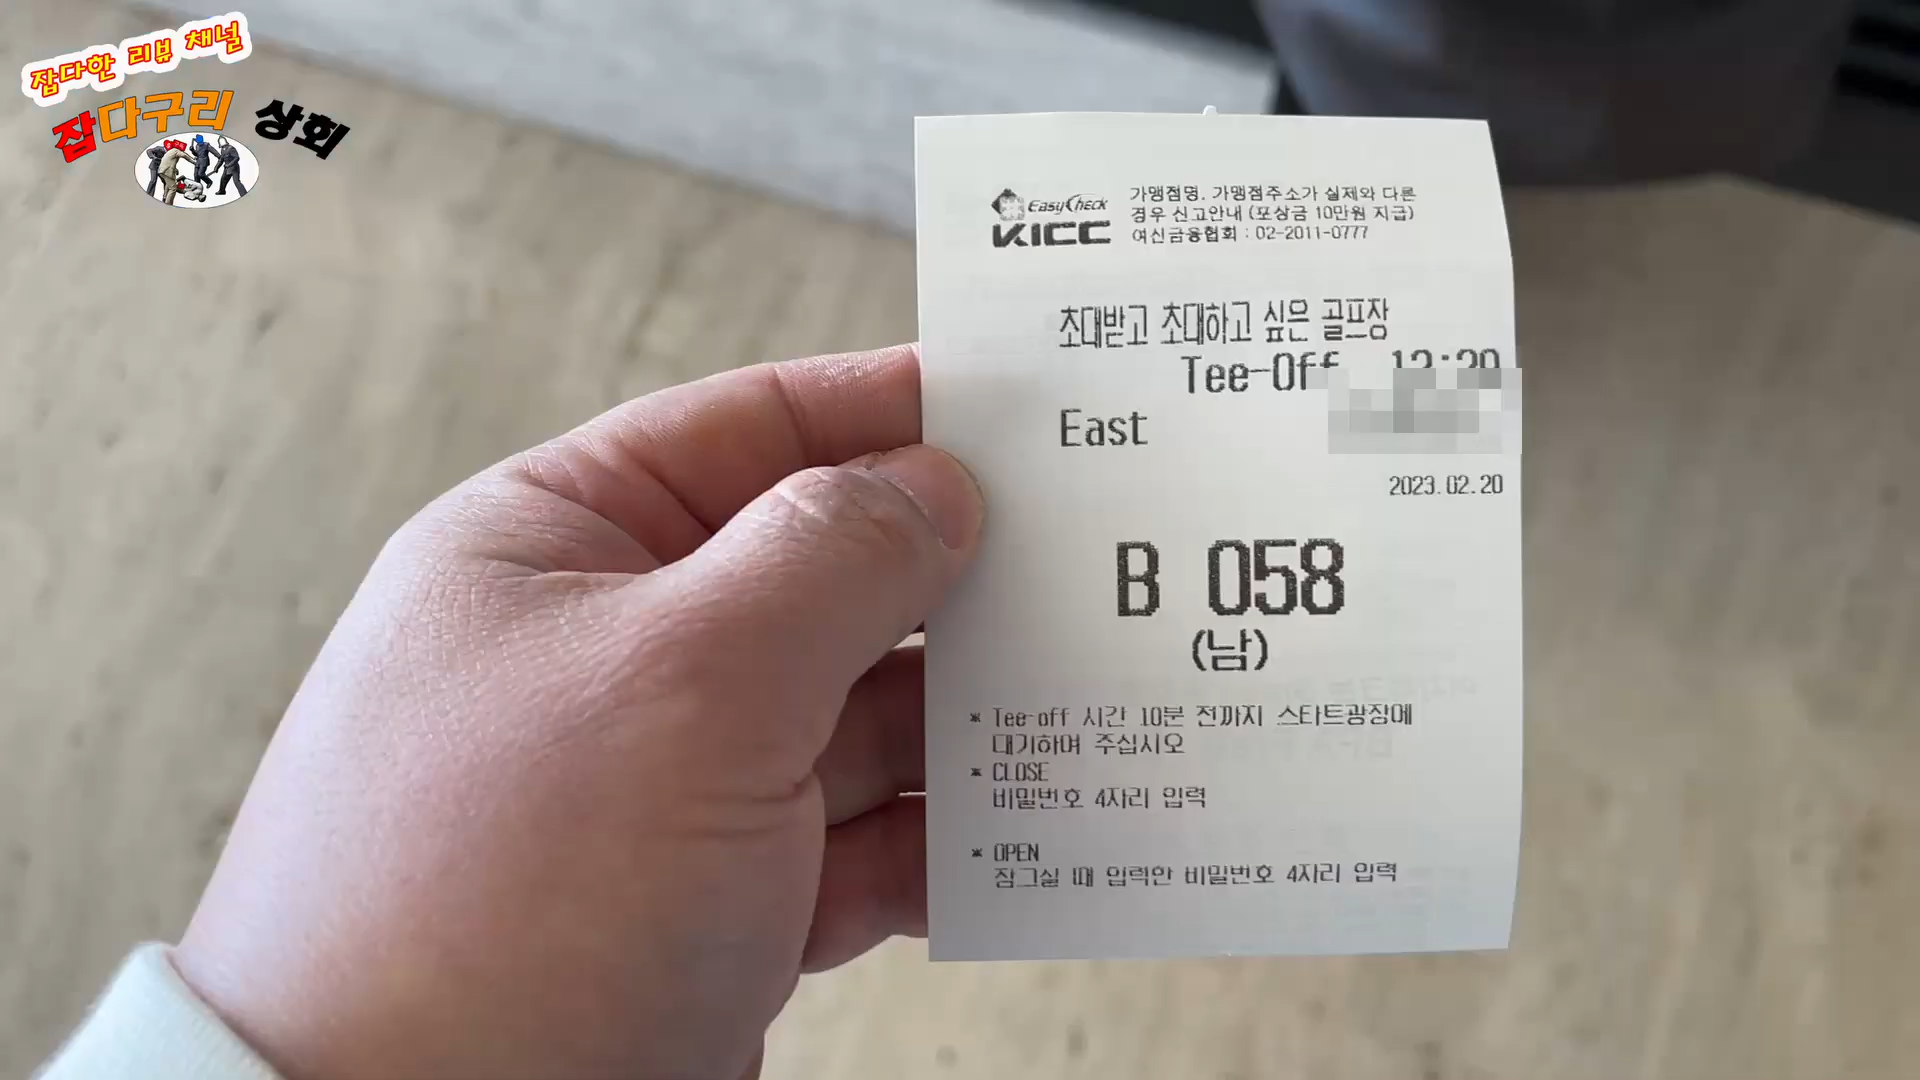 잡다한 리뷰 채널
잡다구리 상회
EasyCheck
KICC
가맹점명, 가맹점주소가 실제와 다른
경우 신고안내 (포상금 10만원 지급)
여신금융협회 : 02-2011-0777
초대받고 초대하고 싶은 골프장
Tee-Off
East
2023.02.20
B 058
(남)
* Tee-off 시간 10분 전까지 스타트광장에
대기하여 주십시오
* CLOSE
비밀번호 4자리 입력
* OPEN
잠그실 때 입력한 비밀번호 4자리 입력